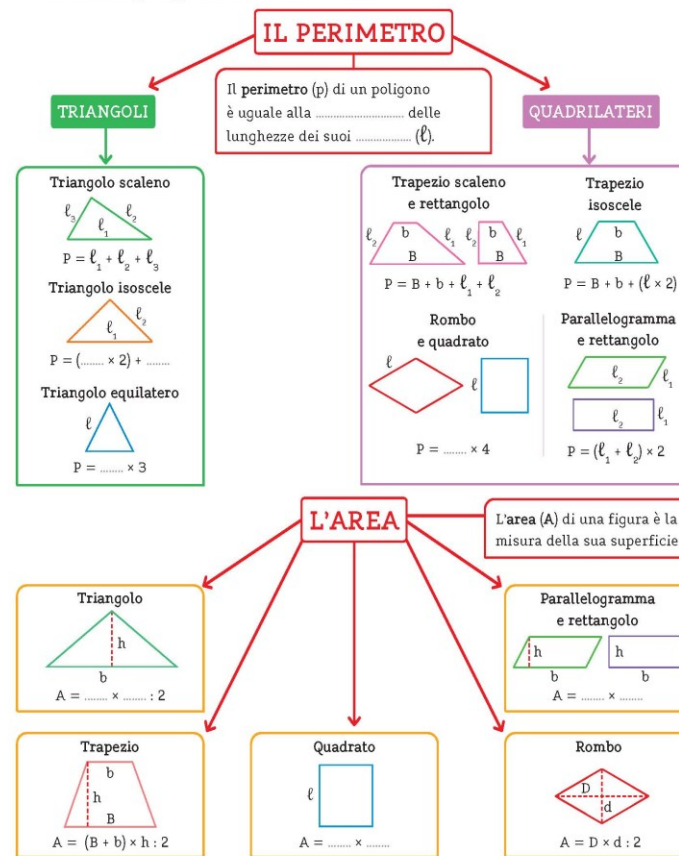 IL PERIMETRO
Il perimetro (p) di un poligono
è uguale alla ........................ delle
lunghezze dei suoi ............... (ℓ).
TRIANGOLI
Triangolo scaleno
ℓ₃ ℓ₁ ℓ₂
P = ℓ₁ + ℓ₂ + ℓ₃
Triangolo isoscele
ℓ₁ ℓ₂
P = (........ × 2) + ........
Triangolo equilatero
ℓ
P = ........ × 3
QUADRILATERI
Trapezio scaleno
e rettangolo
ℓ₂ b ℓ₁ ℓ₂ b ℓ₁
B B
P = B + b + ℓ₁ + ℓ₂
Trapezio
isoscele
ℓ b
B
P = B + b + (ℓ × 2)
Rombo
e quadrato
ℓ ℓ
P = ........ × 4
Parallelogramma
e rettangolo
ℓ₂ ℓ₁
ℓ₂ ℓ₁
P = (ℓ₁ + ℓ₂) × 2
L'AREA
L'area (A) di una figura è la
misura della sua superficie
Triangolo
h
b
A = ........ × ........ : 2
Parallelogramma
e rettangolo
h h
b b
A = ........ × ........
Trapezio
b
h
B
A = (B + b) × h : 2
Quadrato
ℓ
A = ........ × ........
Rombo
D
d
A = D × d : 2